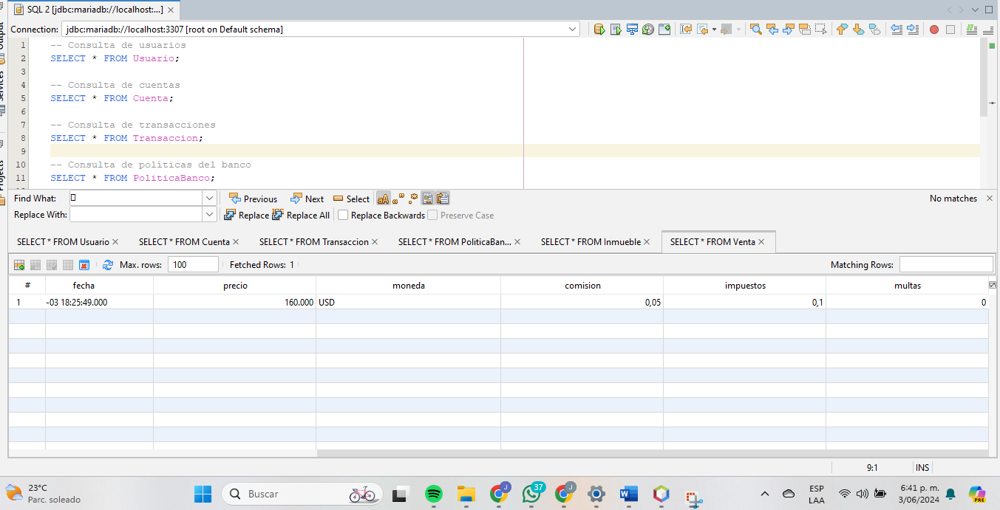 SQL 2 [jdbc:mariadb://localhost:...]
Connection: jdbc:mariadb://localhost:3307 [root on Default schema]
Output
Services
Projects
1 -- Consulta de usuarios
2 SELECT * FROM Usuario;
3
4 -- Consulta de cuentas
5 SELECT * FROM Cuenta;
6
7 -- Consulta de transacciones
8 SELECT * FROM Transaccion;
9
10 -- Consulta de políticas del banco
11 SELECT * FROM PoliticaBanco;
Find What: Previous Next Select aA No matches
Replace With: Replace Replace All Replace Backwards Preserve Case
SELECT * FROM Usuario SELECT * FROM Cuenta SELECT * FROM Transaccion SELECT * FROM PoliticaBan... SELECT * FROM Inmueble SELECT * FROM Venta
Max. rows: 100 Fetched Rows: 1 Matching Rows:
# fecha precio moneda comision impuestos multas
1 -03 18:25:49.000 160.000 USD 0,05 0,1 0
9:1 INS
23°C
Parc. soleado
Buscar
J
37
J
ESP
LAA
6:41 p. m.
3/06/2024
PRE